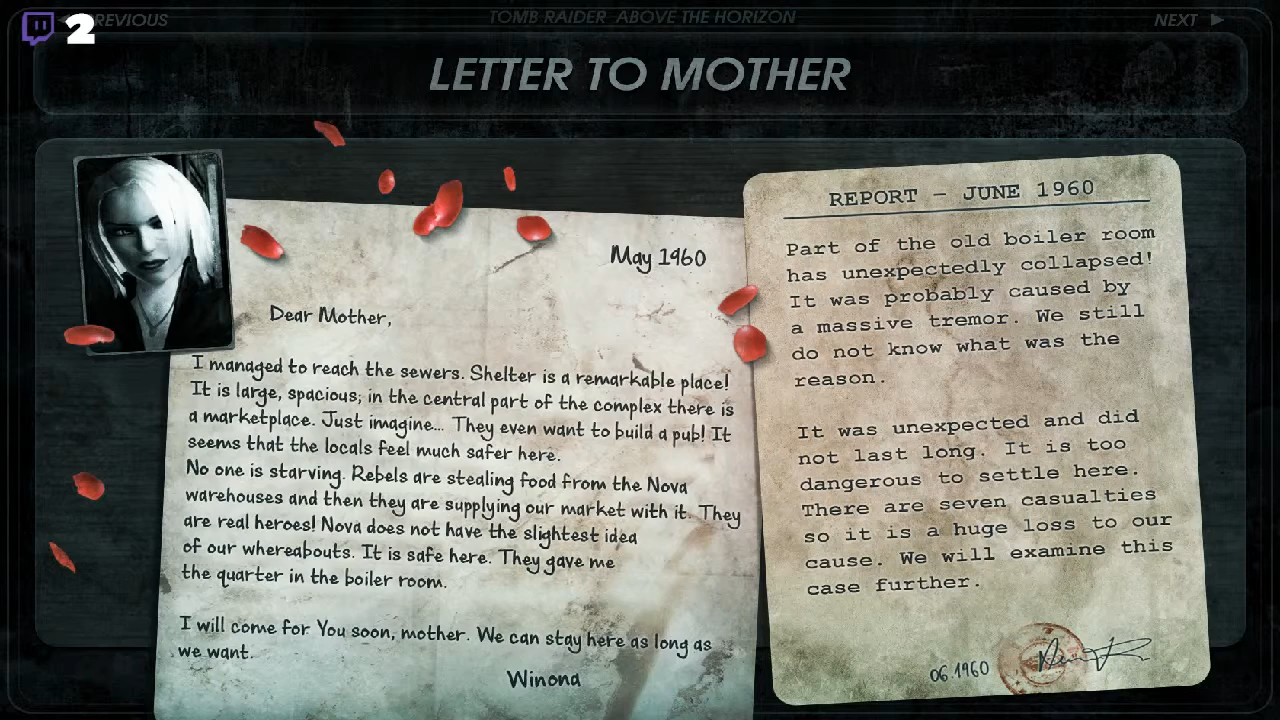 PREVIOUS
TOMB RAIDER ABOVE THE HORIZON
NEXT
2
LETTER TO MOTHER
May 1960
Dear Mother,
I managed to reach the sewers. Shelter is a remarkable place!
It is large, spacious; in the central part of the complex there is
a marketplace. Just imagine... They even want to build a pub! It
seems that the locals feel much safer here.
No one is starving. Rebels are stealing food from the Nova
warehouses and then they are supplying our market with it. They
are real heroes! Nova does not have the slightest idea
of our whereabouts. It is safe here. They gave me
the quarter in the boiler room.
I will come for You soon, mother. We can stay here as long as
we want.
Winona
REPORT - JUNE 1960
Part of the old boiler room
has unexpectedly collapsed!
It was probably caused by
a massive tremor. We still
do not know what was the
reason.
It was unexpected and did
not last long. It is too
dangerous to settle here.
There are seven casualties
so it is a huge loss to our
cause. We will examine this
case further.
06.1960